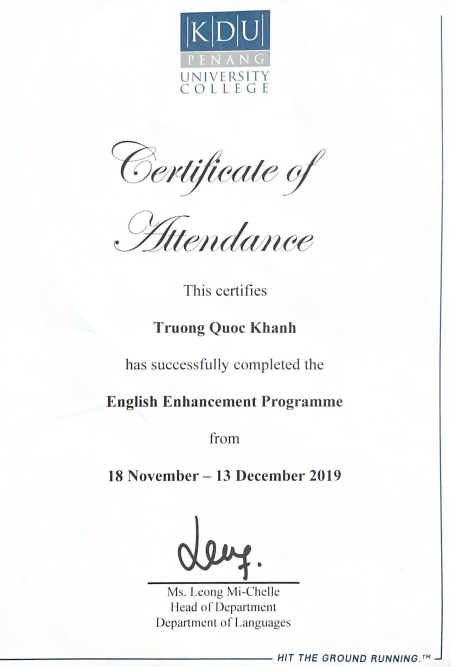 KDU
PENANG
UNIVERSITY
COLLEGE
Certificate of
Attendance
This certifies
Truong Quoc Khanh
has successfully completed the
English Enhancement Programme
from
18 November – 13 December 2019
Leong.
Ms. Leong Mi-Chelle
Head of Department
Department of Languages
HIT THE GROUND RUNNING.™